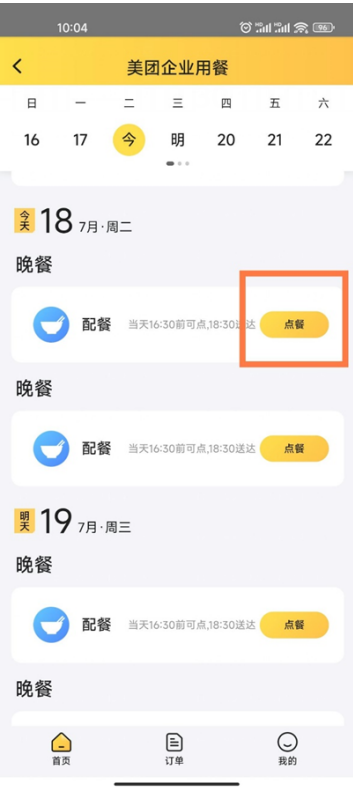 10:04
HD HD 96
美团企业用餐
日 一 二 三 四 五 六
16 17 今 明 20 21 22
今天 18 7月·周二
晚餐
配餐 当天16:30前可点,18:30送达 点餐
晚餐
配餐 当天16:30前可点,18:30送达 点餐
明天 19 7月·周三
晚餐
配餐 当天16:30前可点,18:30送达 点餐
晚餐
首页 订单 我的